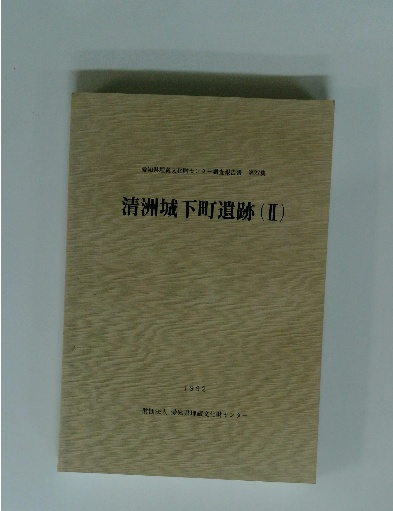 愛知県埋蔵文化財センター調査報告書
清洲城下町遺跡(Ⅱ)
財団法人 愛知県埋蔵文化財センター